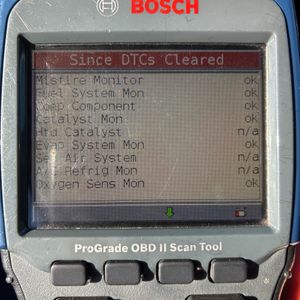 BOSCH
Since DTCs Cleared
Misfire Monitor ok
Fuel System Mon ok
Comp Component ok
Catalyst Mon ok
Htd Catalyst n/a
Evap System Mon ok
Sec Air System n/a
A/C Refrig Mon n/a
Oxygen Sens Mon ok
ProGrade OBD II Scan Tool